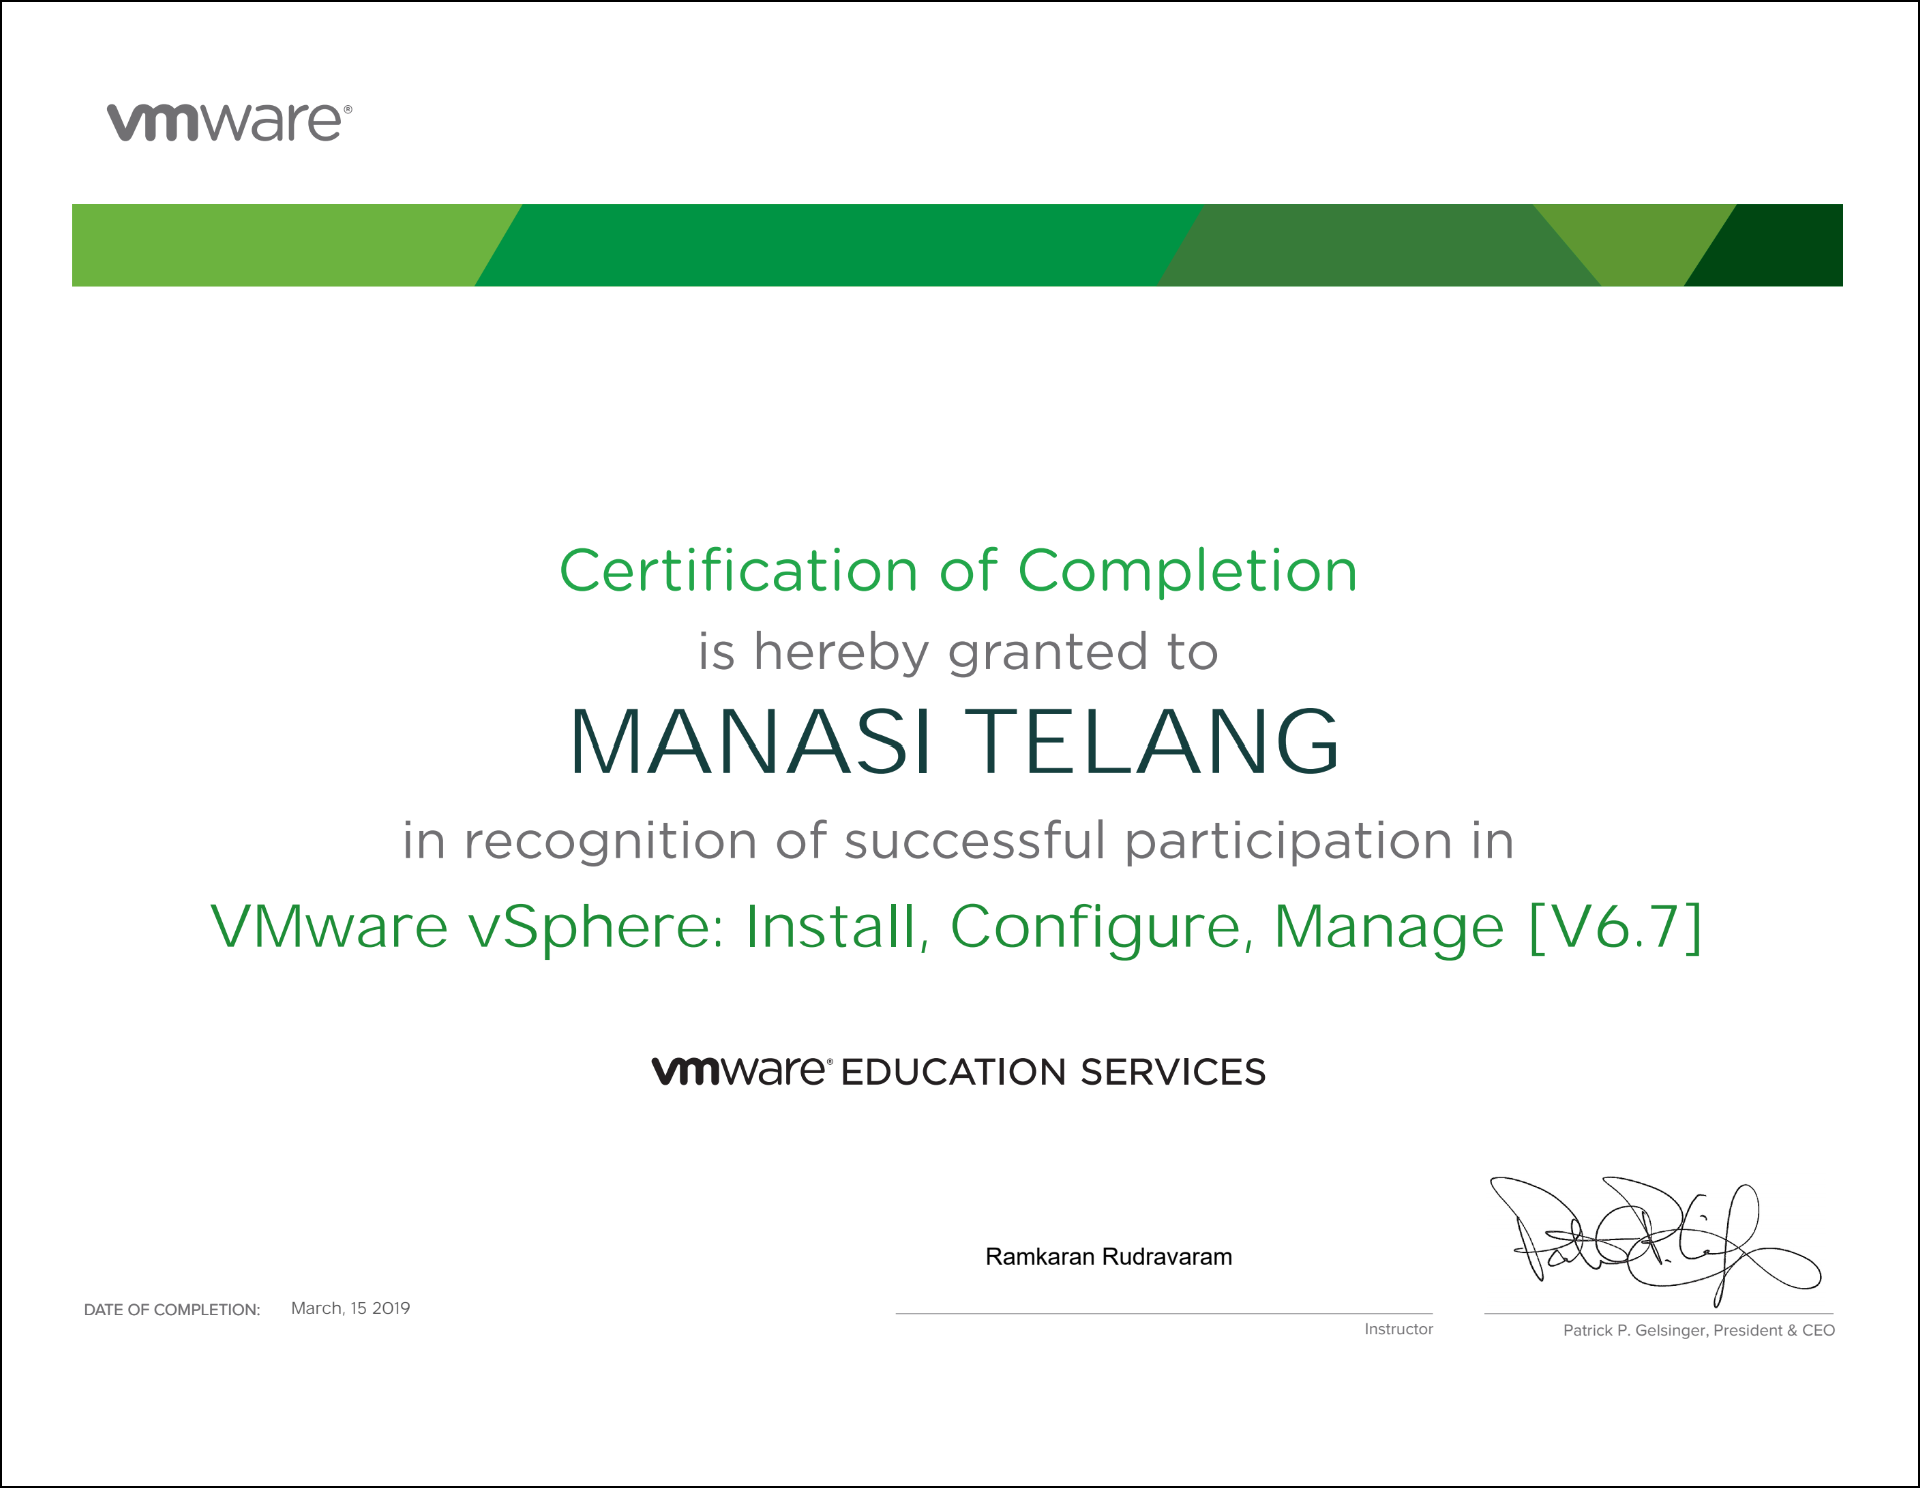 vmware®
Certification of Completion
is hereby granted to
MANASI TELANG
in recognition of successful participation in
VMware vSphere: Install, Configure, Manage [V6.7]
vmware® EDUCATION SERVICES
Ramkaran Rudravaram
DATE OF COMPLETION: March, 15 2019
Instructor
Patrick P. Gelsinger, President & CEO